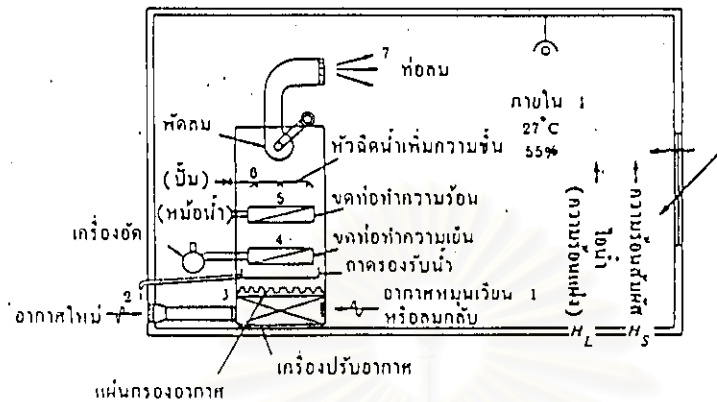 7
ท่อลม
ภายใน 1
27°C
55%
พัดลม
หัวฉีดน้ำเพิ่มความชื้น
(ปั๊ม)
6
5
(หม้อน้ำ)
ขดท่อทำความร้อน
เครื่องอัด
4
ขดท่อทำความเย็น
ถาดรองรับน้ำ
2
3
อากาศใหม่
อากาศหมุนเวียน 1
หรือลมกลับ
เครื่องปรับอากาศ
แผ่นกรองอากาศ
ไอน้ำ
(ความร้อนแฝง)
H_L
ความร้อนสัมผัส
H_S